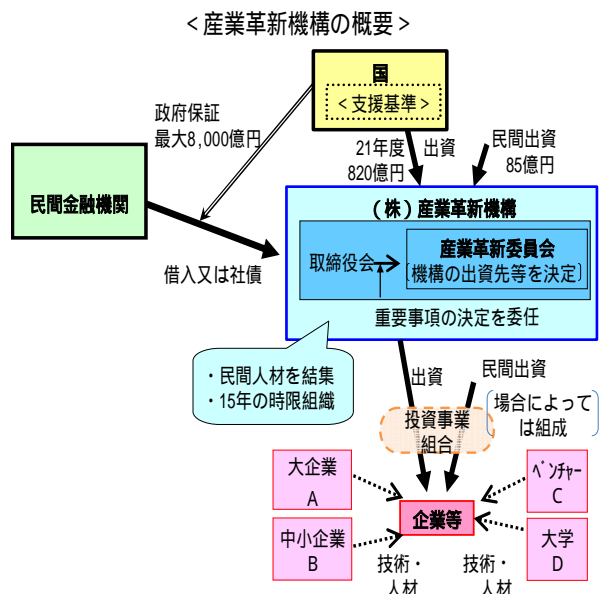 <産業革新機構の概要>
国
<支援基準>
政府保証
最大8,000億円
21年度
820億円
出資
民間出資
85億円
民間金融機関
借入又は社債
(株)産業革新機構
取締役会
産業革新委員会
〔機構の出資先等を決定〕
重要事項の決定を委任
・民間人材を結集
・15年の時限組織
出資
民間出資
場合によって
は組成
投資事業
組合
大企業
A
ベンチャー
C
企業等
中小企業
B
大学
D
技術・
人材
技術・
人材